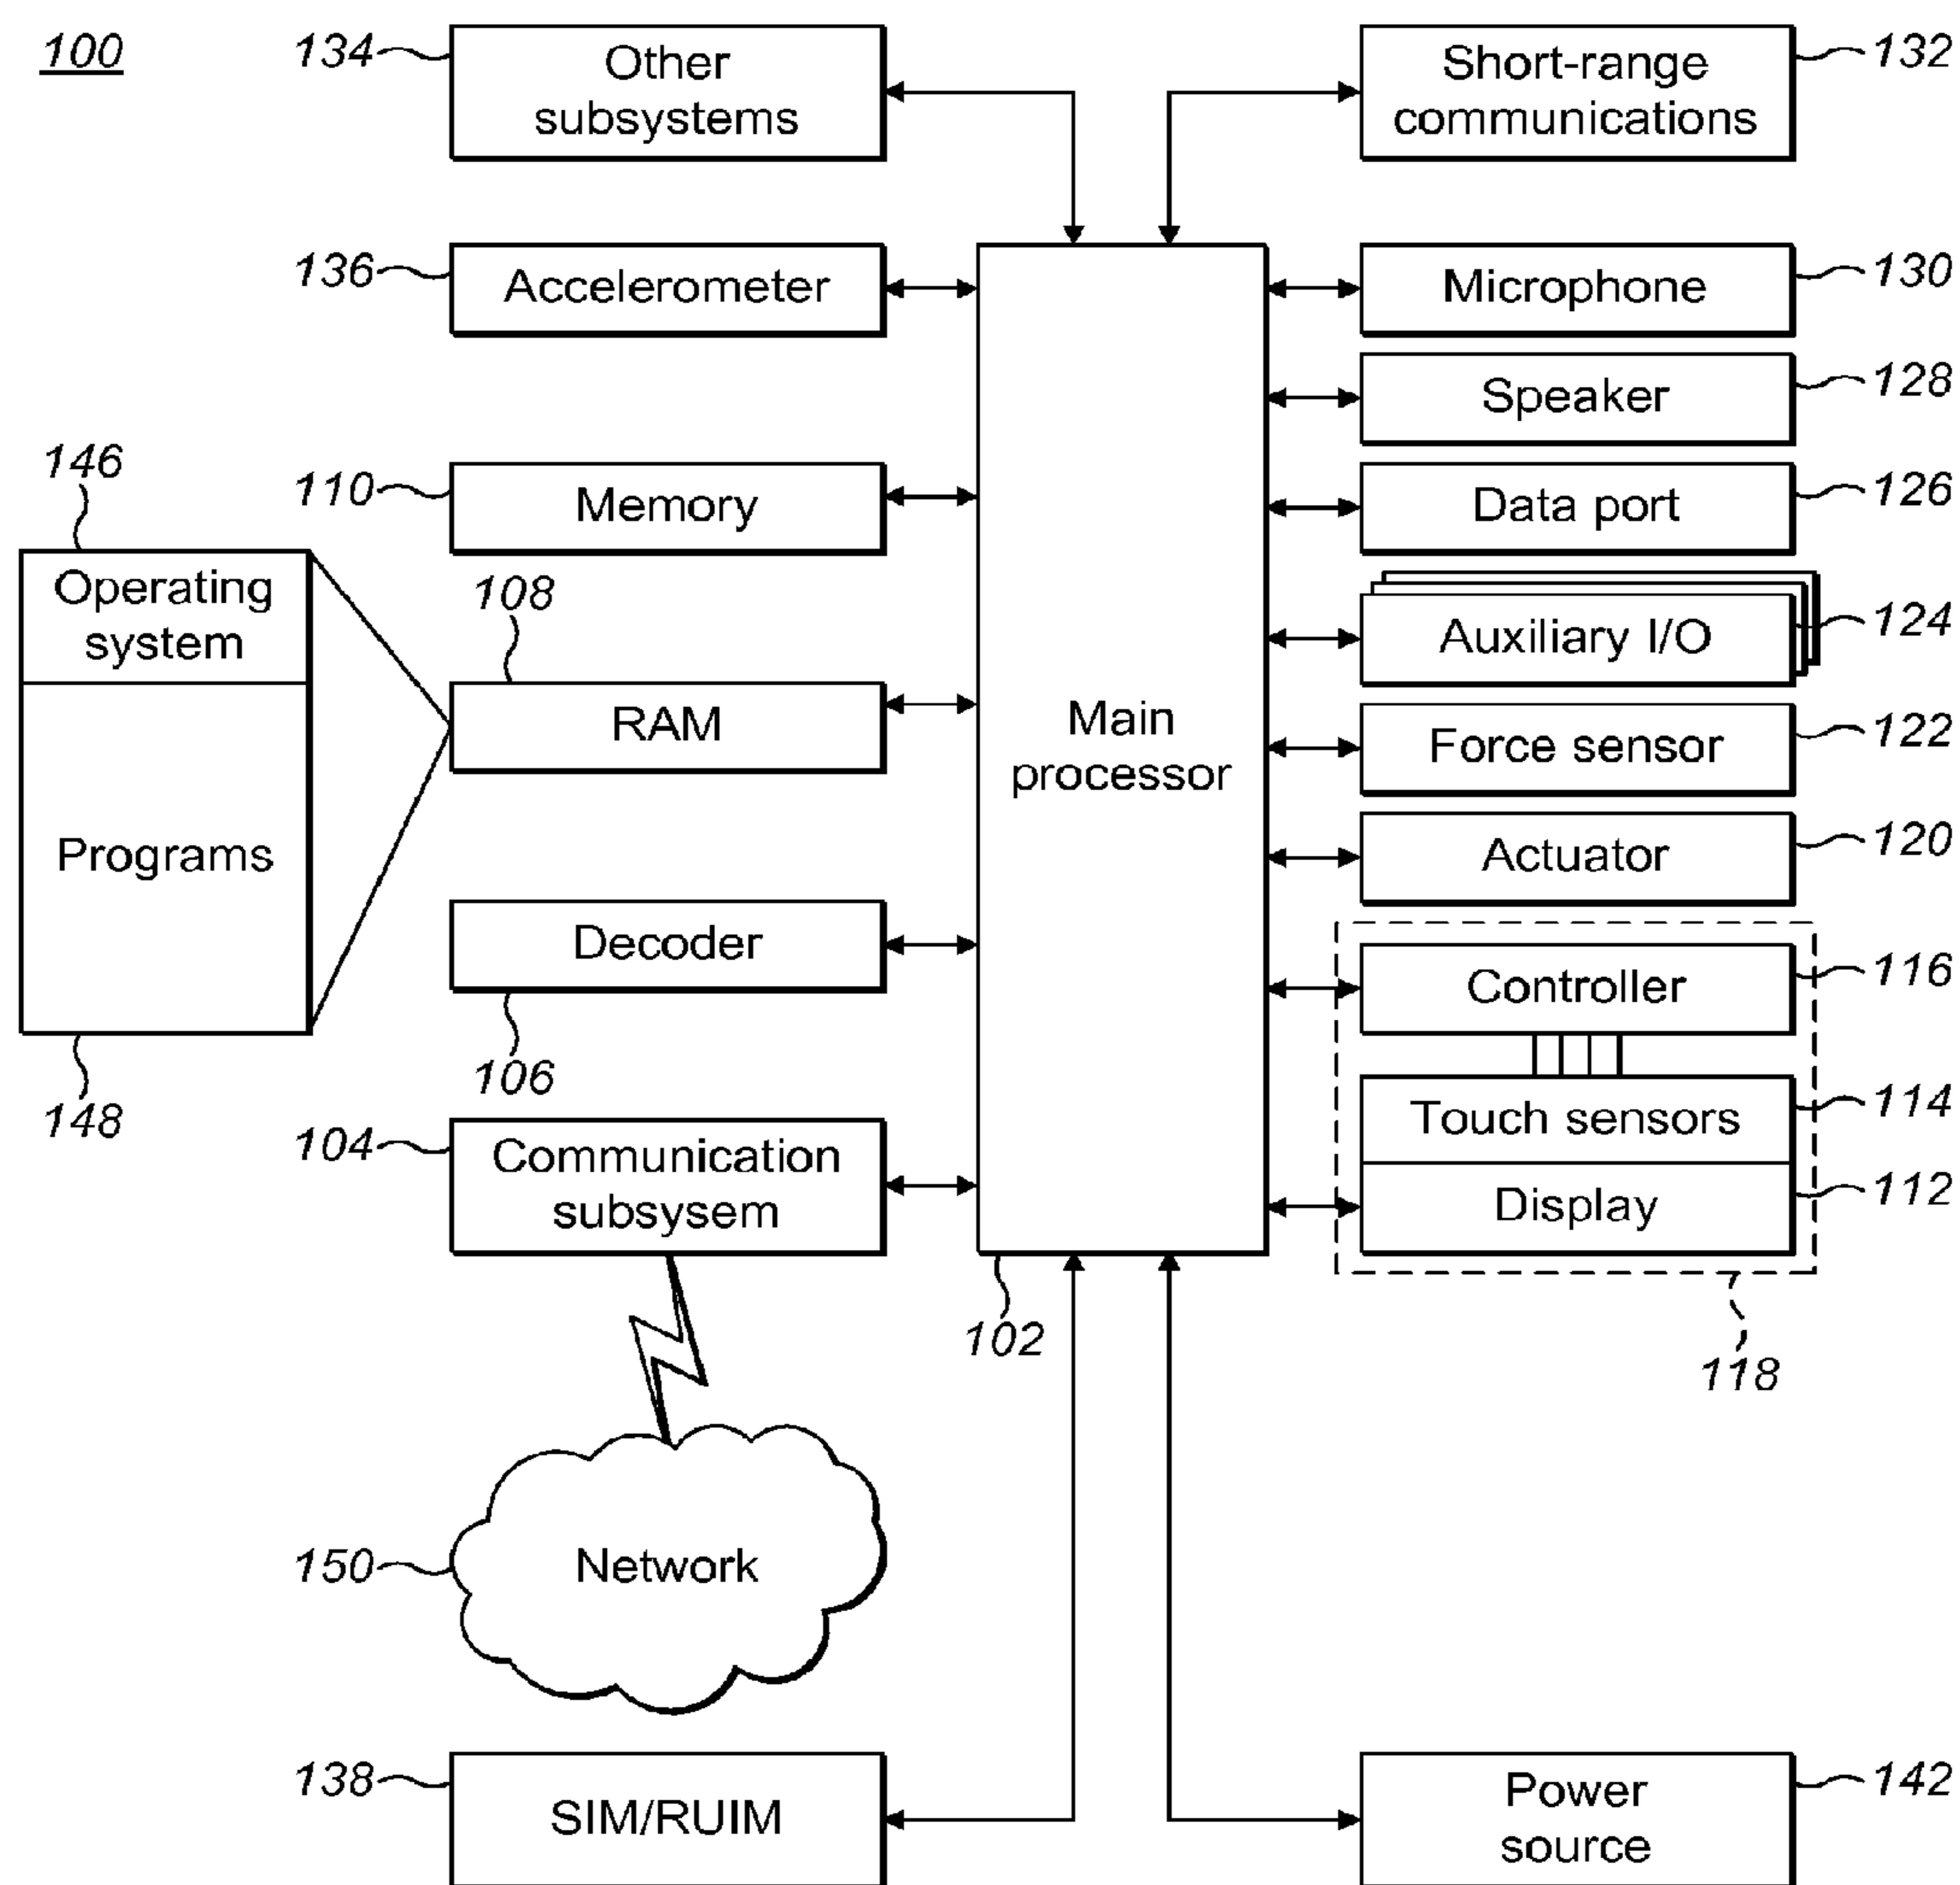 100
134
Other
subsystems
Short-range
communications
132
136
Accelerometer
Microphone
130
Speaker
128
146
110
Memory
Data port
126
Operating
system
108
Auxiliary I/O
124
RAM
Main
processor
Force sensor
122
Programs
Actuator
120
Decoder
Controller
116
106
148
104
Communication
subsysem
Touch sensors
114
Display
112
102
118
150
Network
138
SIM/RUIM
Power
source
142